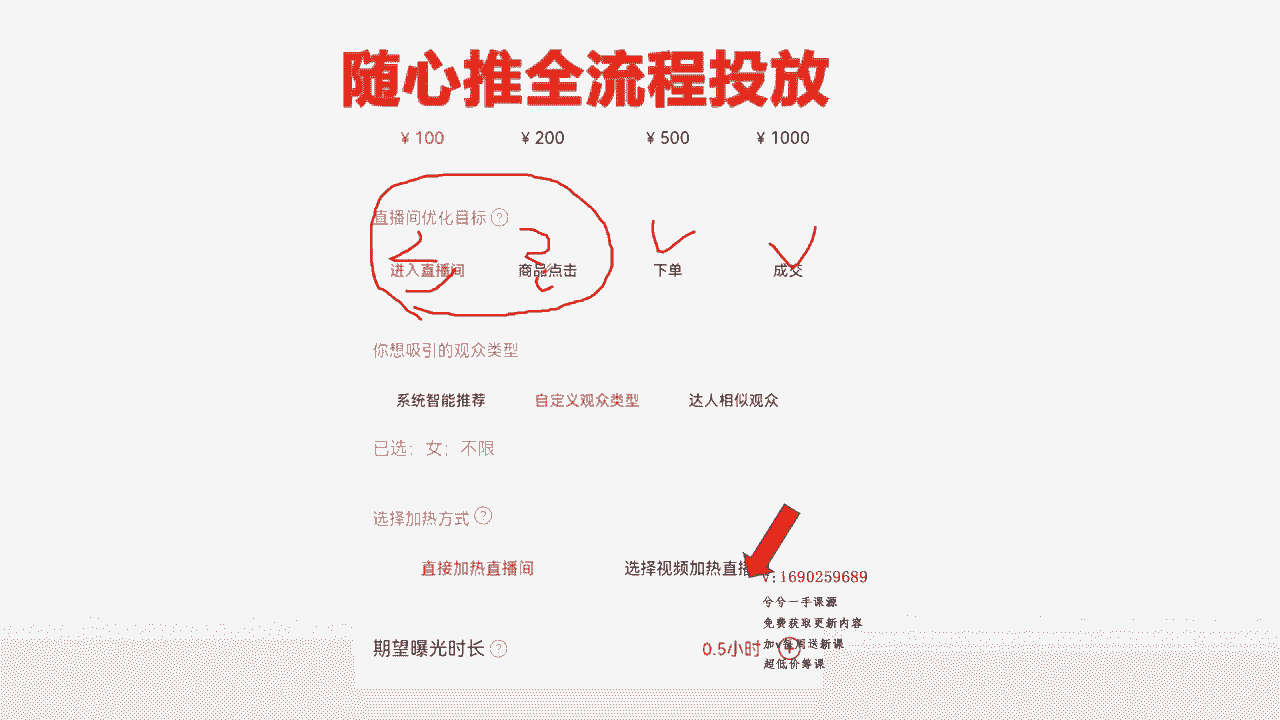 随心推全流程投放
¥ 100 ¥ 200 ¥ 500 ¥ 1000
直播间优化目标 ?
进入直播间 商品点击 下单 成交
你想吸引的观众类型
系统智能推荐 自定义观众类型 达人相似观众
已选：女；不限
选择加热方式 ?
直接加热直播间 选择视频加热直播
V:1690259689
分兮一手课源
免费获取更新内容
期望曝光时长 ? 0.5小时 +
加v每周送新课
超低价筹课